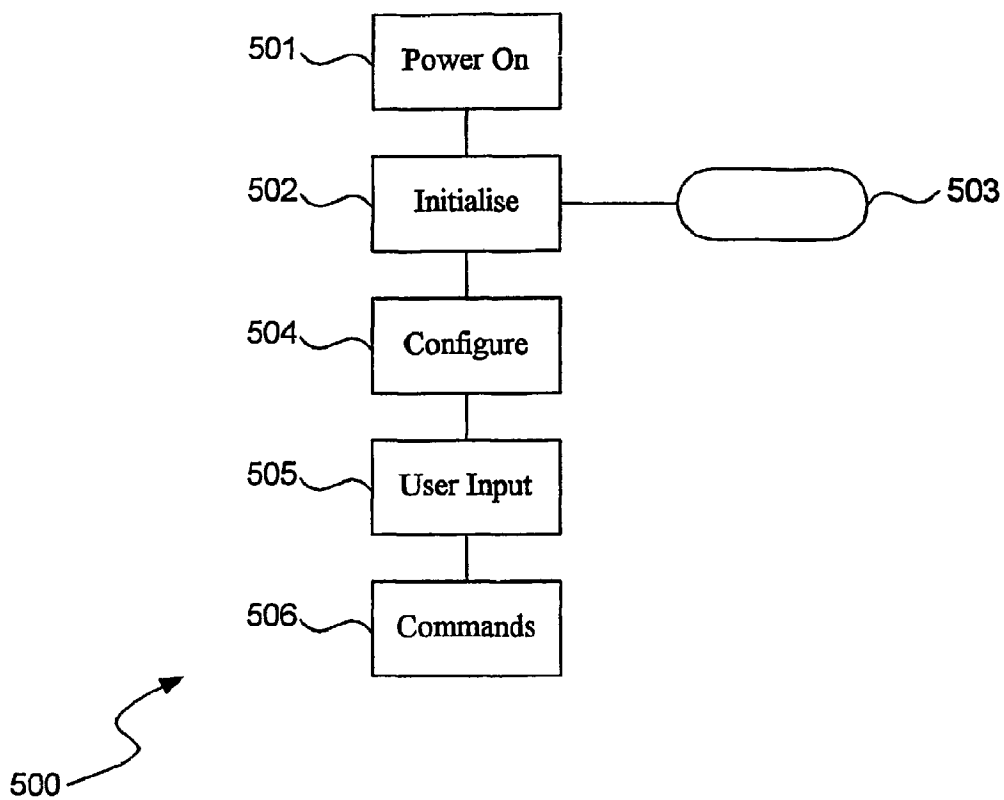 501
Power On
502
Initialise
503
504
Configure
505
User Input
506
Commands
500